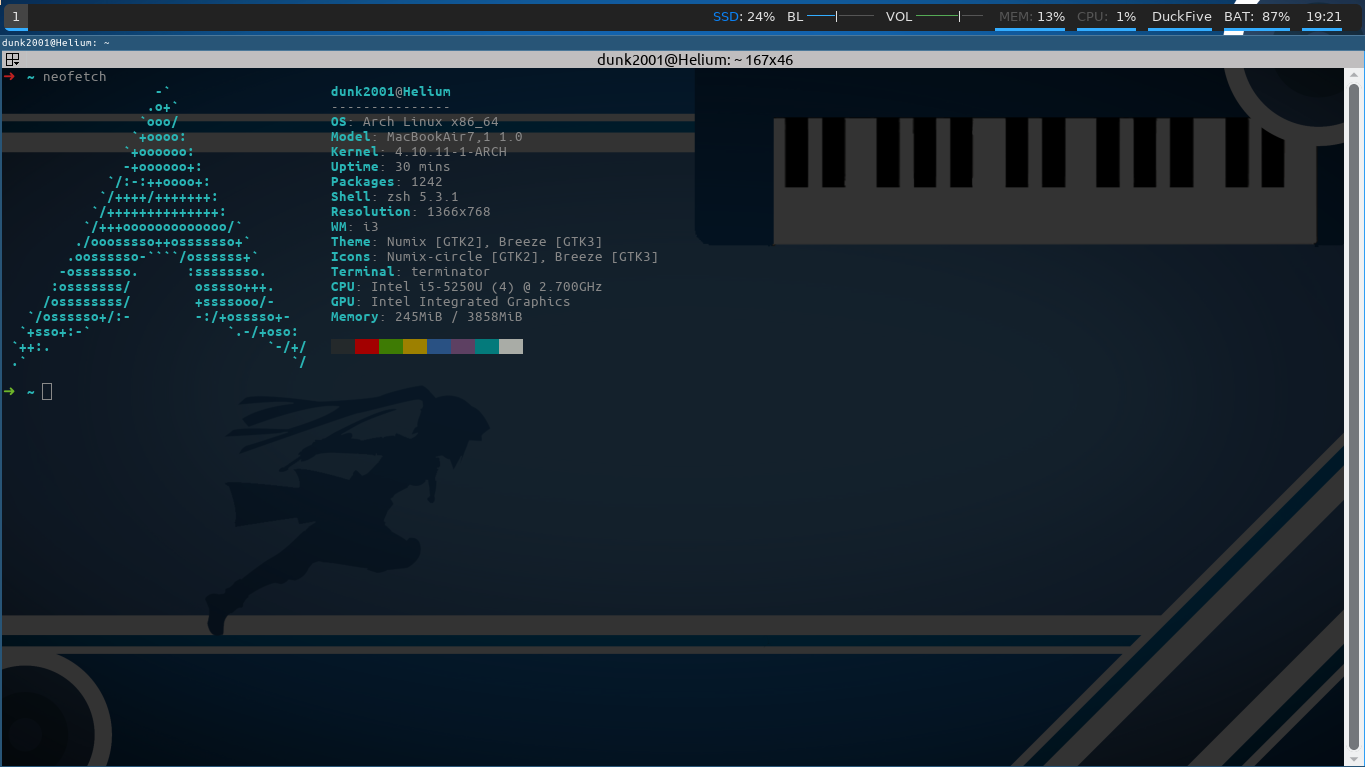 1 SSD: 24% BL VOL MEM: 13% CPU: 1% DuckFive BAT: 87% 19:21
dunk2001@Helium: ~
dunk2001@Helium: ~ 167x46
➜ ~ neofetch
-`
.o+`
`ooo/
`+oooo:
`+oooooo:
-+oooooo+:
`/:-:++oooo+:
`/++++/+++++++:
`/++++++++++++++:
`/+++ooooooooooooo/`
./ooosssso++osssssso+`
.oossssso-````/ossssss+`
-osssssso. :ssssssso.
:osssssss/ osssso+++.
/ossssssss/ +ssssooo/-
`/ossssso+/:- -:/+osssso+-
`+sso+:-` `.-/+oso:
`++:. `-/+/
.` `/
dunk2001@Helium
---------------
OS: Arch Linux x86_64
Model: MacBookAir7,1 1.0
Kernel: 4.10.11-1-ARCH
Uptime: 30 mins
Packages: 1242
Shell: zsh 5.3.1
Resolution: 1366x768
WM: i3
Theme: Numix [GTK2], Breeze [GTK3]
Icons: Numix-circle [GTK2], Breeze [GTK3]
Terminal: terminator
CPU: Intel i5-5250U (4) @ 2.700GHz
GPU: Intel Integrated Graphics
Memory: 245MiB / 3858MiB
➜ ~